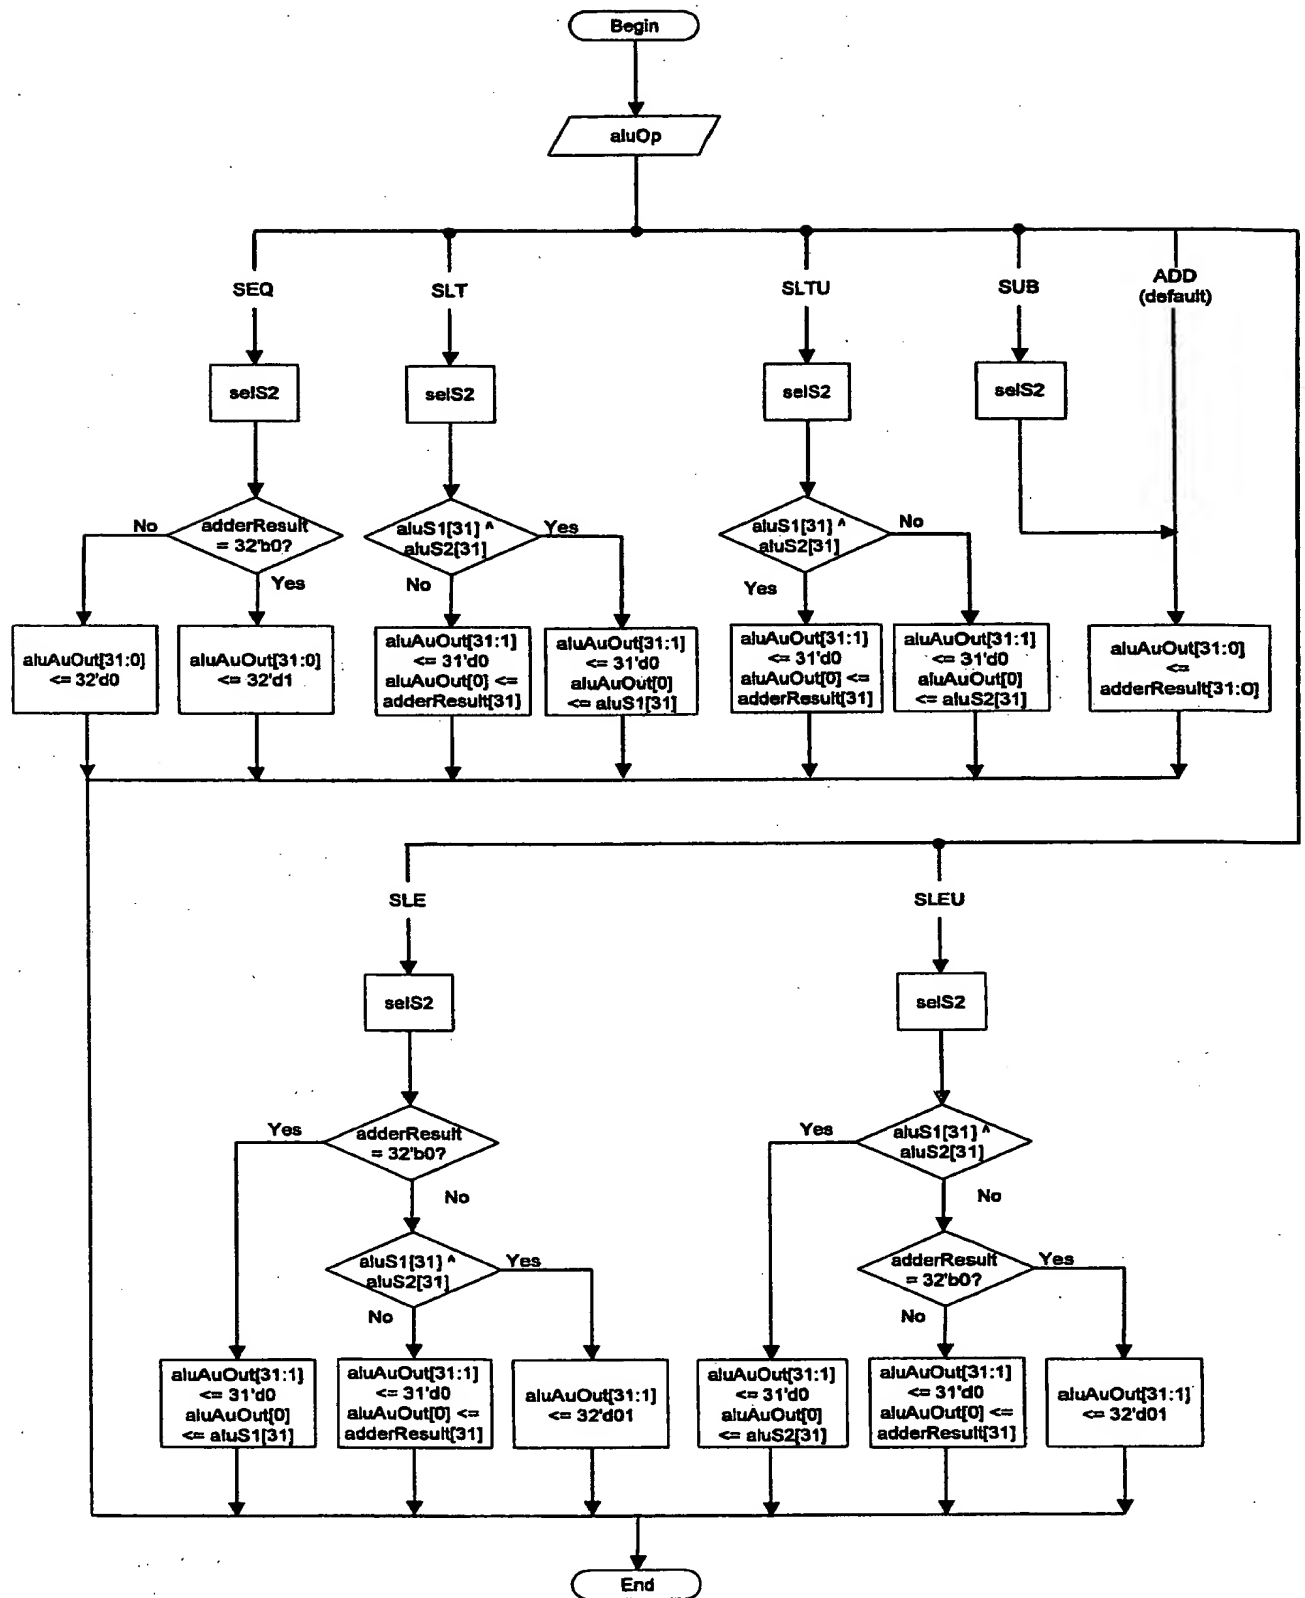 Begin
aluOp
SEQ
SLT
SLTU
SUB
ADD
(default)
selS2
selS2
selS2
selS2
No
adderResult
= 32'b0?
Yes
aluS1[31] ^
aluS2[31]
Yes
No
aluS1[31] ^
aluS2[31]
No
Yes
aluAuOut[31:0]
<= 32'd0
aluAuOut[31:0]
<= 32'd1
aluAuOut[31:1]
<= 31'd0
aluAuOut[0] <=
adderResult[31]
aluAuOut[31:1]
<= 31'd0
aluAuOut[0]
<= aluS1[31]
aluAuOut[31:1]
<= 31'd0
aluAuOut[0] <=
adderResult[31]
aluAuOut[31:1]
<= 31'd0
aluAuOut[0]
<= aluS2[31]
aluAuOut[31:0]
<=
adderResult[31:O]
SLE
SLEU
selS2
selS2
Yes
adderResult
= 32'b0?
No
Yes
aluS1[31] ^
aluS2[31]
No
aluS1[31] ^
aluS2[31]
Yes
No
adderResult
= 32'b0?
Yes
No
aluAuOut[31:1]
<= 31'd0
aluAuOut[0]
<= aluS1[31]
aluAuOut[31:1]
<= 31'd0
aluAuOut[0] <=
adderResult[31]
aluAuOut[31:1]
<= 32'd01
aluAuOut[31:1]
<= 31'd0
aluAuOut[0]
<= aluS2[31]
aluAuOut[31:1]
<= 31'd0
aluAuOut[0] <=
adderResult[31]
aluAuOut[31:1]
<= 32'd01
End